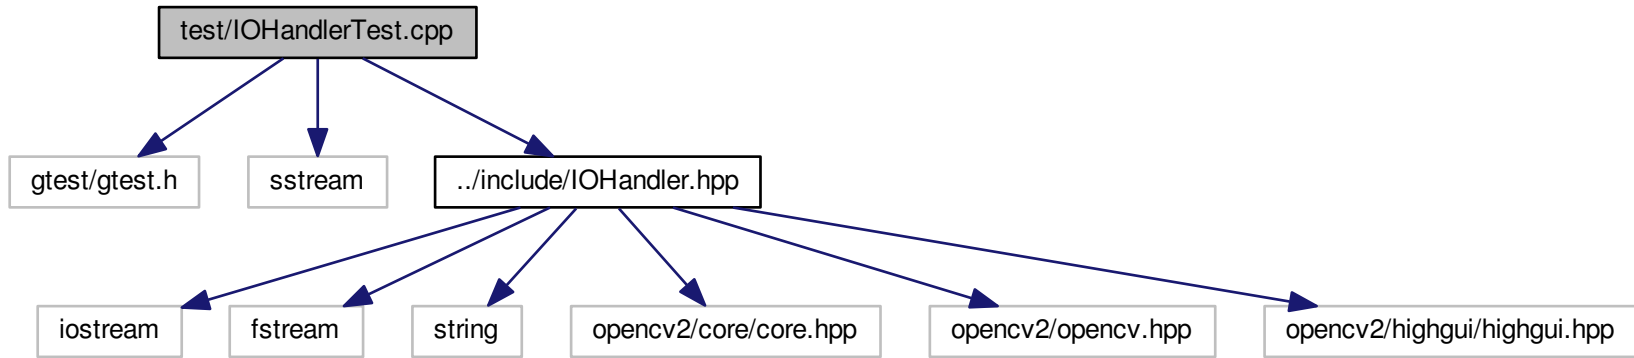 test/IOHandlerTest.cpp
gtest/gtest.h
sstream
../include/IOHandler.hpp
iostream
fstream
string
opencv2/core/core.hpp
opencv2/opencv.hpp
opencv2/highgui/highgui.hpp